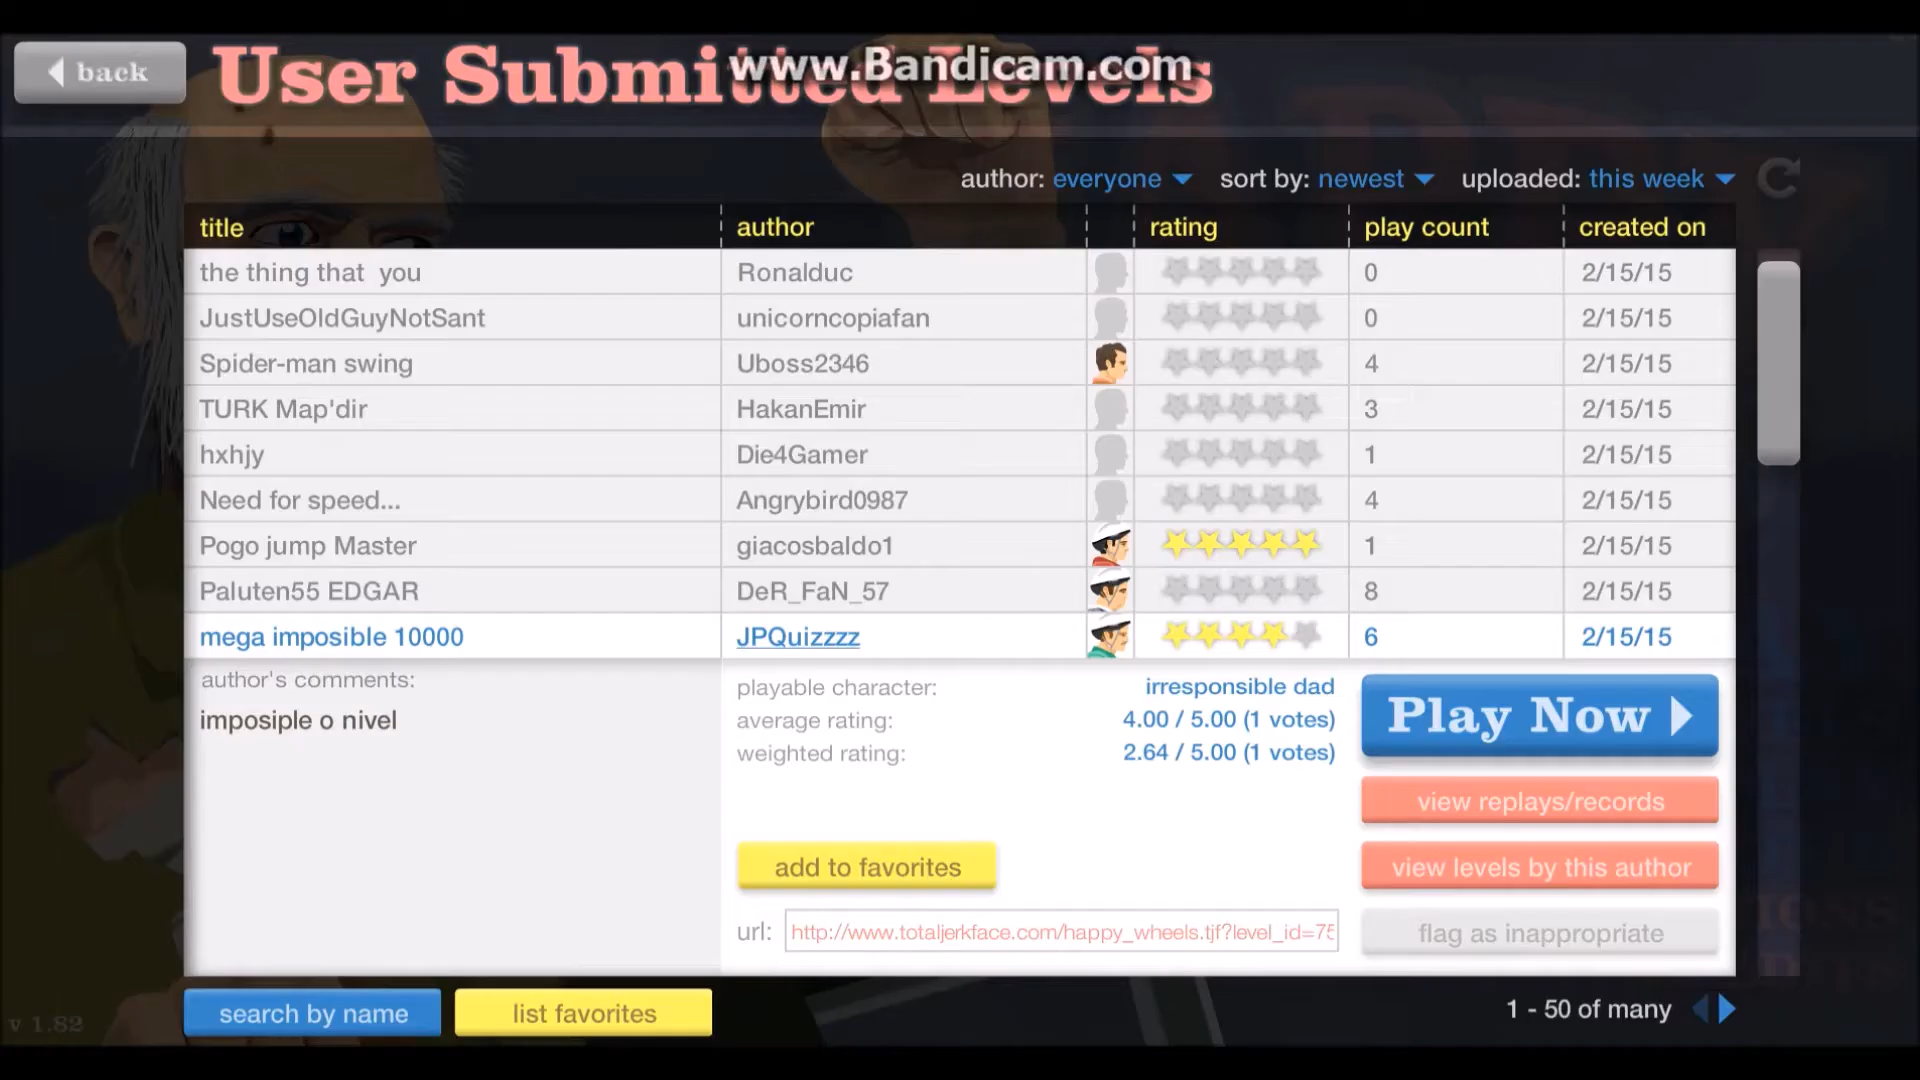 back
User Submitted Levels
www.Bandicam.com
author: everyone sort by: newest uploaded: this week
title author rating play count created on
the thing that you Ronalduc 0 2/15/15
JustUseOldGuyNotSant unicorncopiafan 0 2/15/15
Spider-man swing Uboss2346 4 2/15/15
TURK Map'dir HakanEmir 3 2/15/15
hxhjy Die4Gamer 1 2/15/15
Need for speed... Angrybird0987 4 2/15/15
Pogo jump Master giacosbaldo1 1 2/15/15
Paluten55 EDGAR DeR_FaN_57 8 2/15/15
mega imposible 10000 JPQuizzzz 6 2/15/15
author's comments:
imposiple o nivel
playable character: irresponsible dad
average rating: 4.00 / 5.00 (1 votes)
weighted rating: 2.64 / 5.00 (1 votes)
Play Now
view replays/records
add to favorites
view levels by this author
url: http://www.totaljerkface.com/happy_wheels.tjf?level_id=75
flag as inappropriate
v 1.82
search by name
list favorites
1 - 50 of many